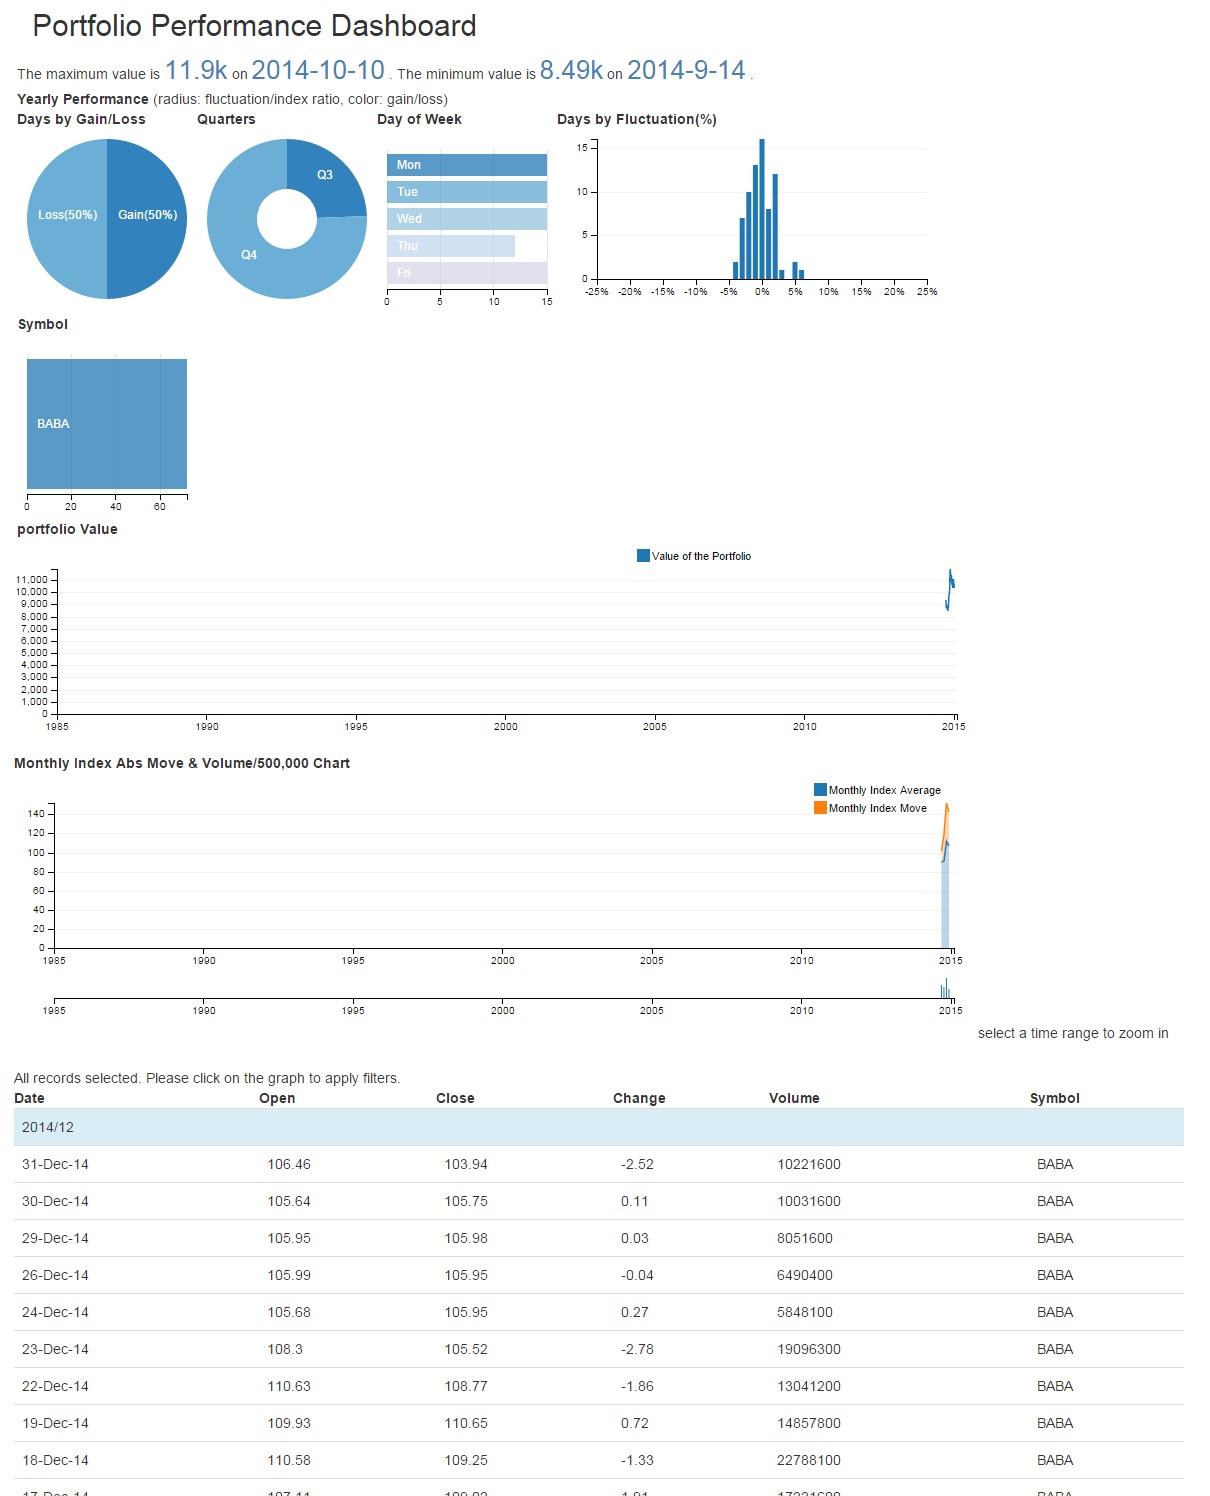 Portfolio Performance Dashboard
The maximum value is 11.9k on 2014-10-10 . The minimum value is 8.49k on 2014-9-14 .
Yearly Performance (radius: fluctuation/index ratio, color: gain/loss)
Days by Gain/Loss Quarters Day of Week Days by Fluctuation(%)
Loss(50%) Gain(50%)
Q3
Q4
Mon
Tue
Wed
Thu
Fri
0 5 10 15
15
10
5
0
-25% -20% -15% -10% -5% 0% 5% 10% 15% 20% 25%
Symbol
BABA
0 20 40 60
portfolio Value
Value of the Portfolio
11,000
10,000
9,000
8,000
7,000
6,000
5,000
4,000
3,000
2,000
1,000
0
1985 1990 1995 2000 2005 2010 2015
Monthly Index Abs Move & Volume/500,000 Chart
Monthly Index Average
Monthly Index Move
140
120
100
80
60
40
20
0
1985 1990 1995 2000 2005 2010 2015
1985 1990 1995 2000 2005 2010 2015
select a time range to zoom in
All records selected. Please click on the graph to apply filters.
Date Open Close Change Volume Symbol
2014/12
31-Dec-14 106.46 103.94 -2.52 10221600 BABA
30-Dec-14 105.64 105.75 0.11 10031600 BABA
29-Dec-14 105.95 105.98 0.03 8051600 BABA
26-Dec-14 105.99 105.95 -0.04 6490400 BABA
24-Dec-14 105.68 105.95 0.27 5848100 BABA
23-Dec-14 108.3 105.52 -2.78 19096300 BABA
22-Dec-14 110.63 108.77 -1.86 13041200 BABA
19-Dec-14 109.93 110.65 0.72 14857800 BABA
18-Dec-14 110.58 109.25 -1.33 22788100 BABA
17-Dec-14